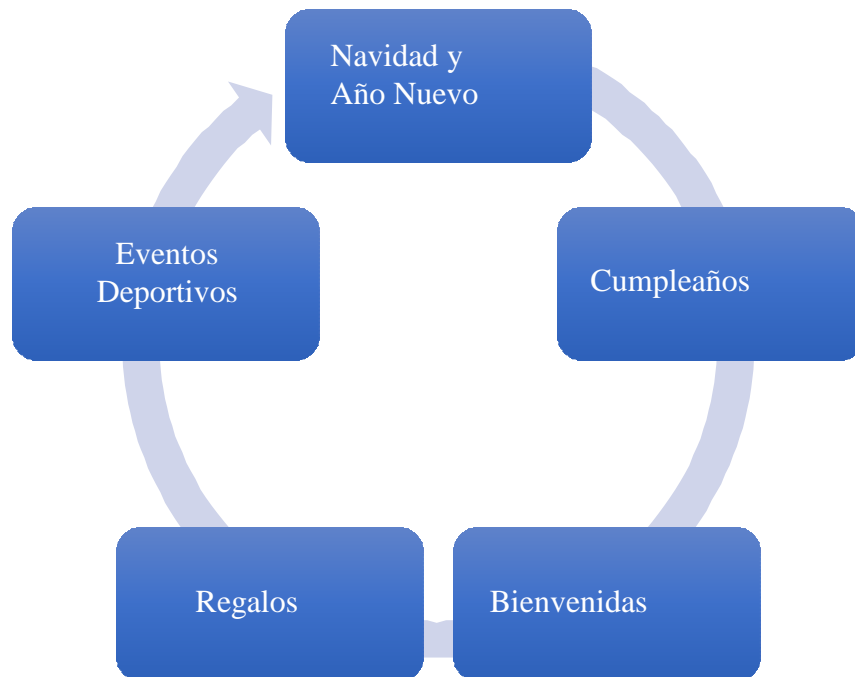 Navidad y
Año Nuevo
Cumpleaños
Bienvenidas
Regalos
Eventos
Deportivos